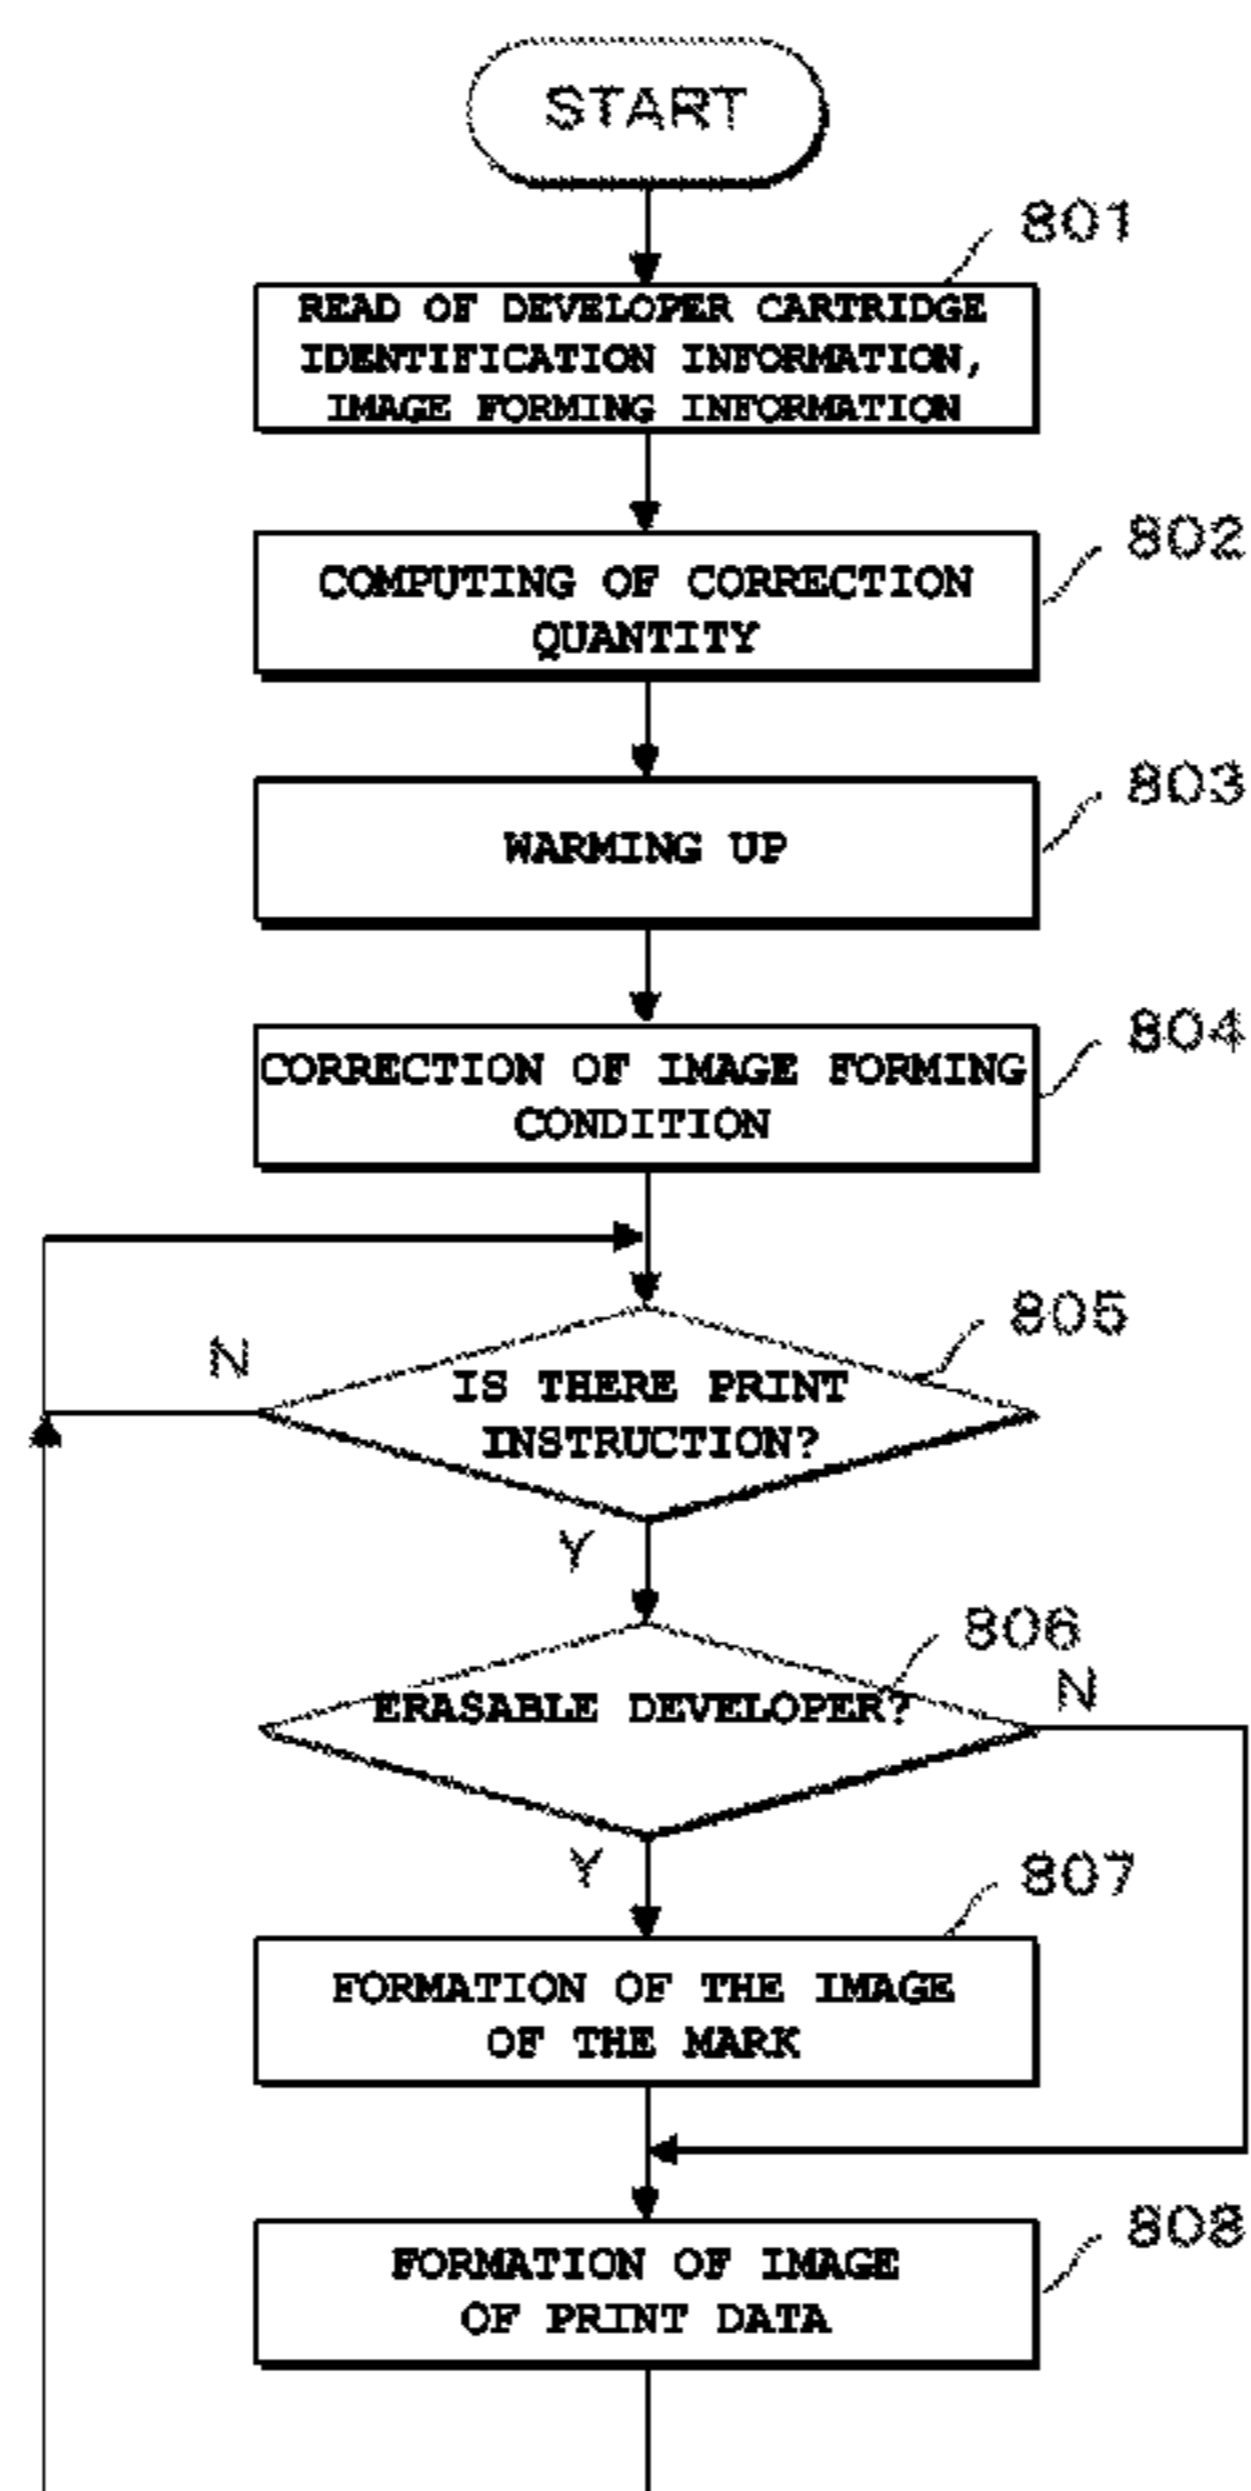 START
801
READ OF DEVELOPER CARTRIDGE
IDENTIFICATION INFORMATION,
IMAGE FORMING INFORMATION
802
COMPUTING OF CORRECTION
QUANTITY
803
WARMING UP
804
CORRECTION OF IMAGE FORMING
CONDITION
805
N
IS THERE PRINT
INSTRUCTION?
Y
806
N
ERASABLE DEVELOPER?
Y
807
FORMATION OF THE IMAGE
OF THE MARK
808
FORMATION OF IMAGE
OF PRINT DATA